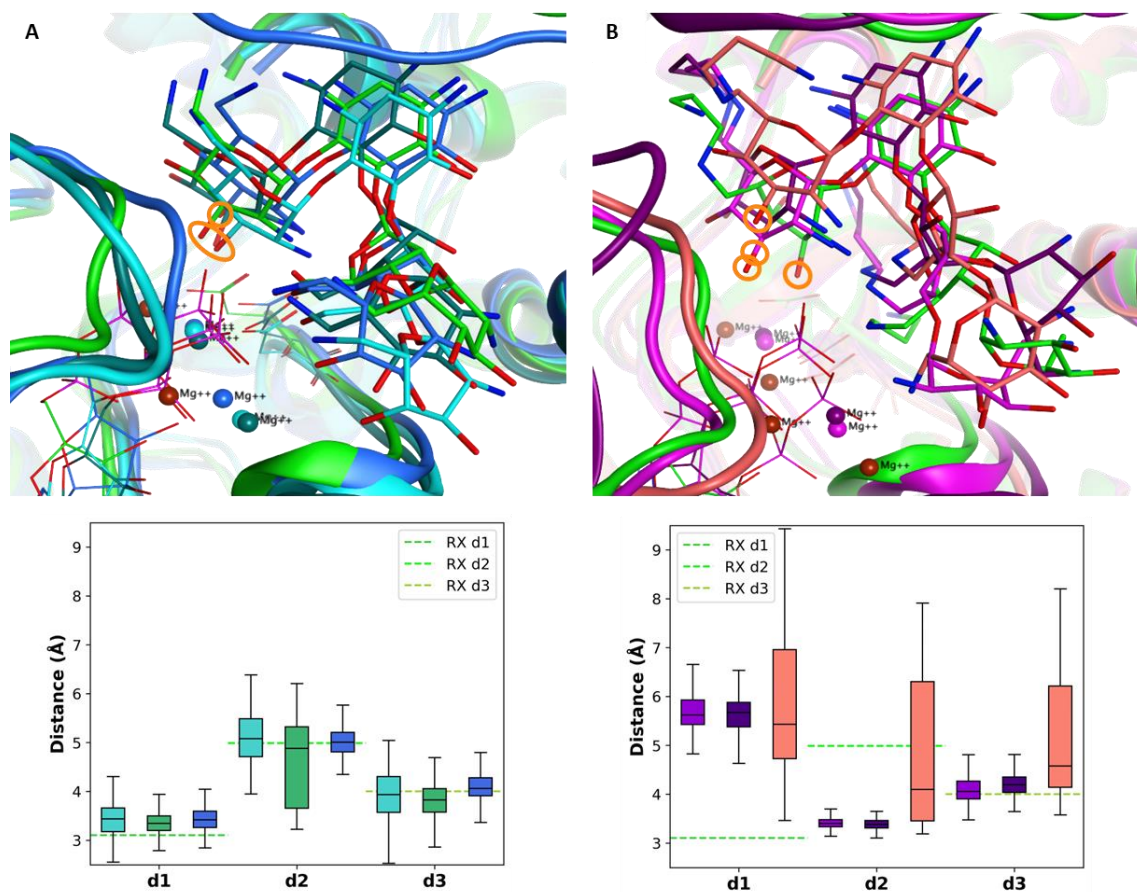 A
Mg++
Mg++
Mg++
Mg++
Mg++
Mg++
B
Mg++
Mg++
Mg++
Mg++
Mg++
Mg++
Mg++
RX d1
RX d2
RX d3
9
8
7
6
5
4
3
Distance (Å)
d1
d2
d3
RX d1
RX d2
RX d3
9
8
7
6
5
4
3
Distance (Å)
d1
d2
d3